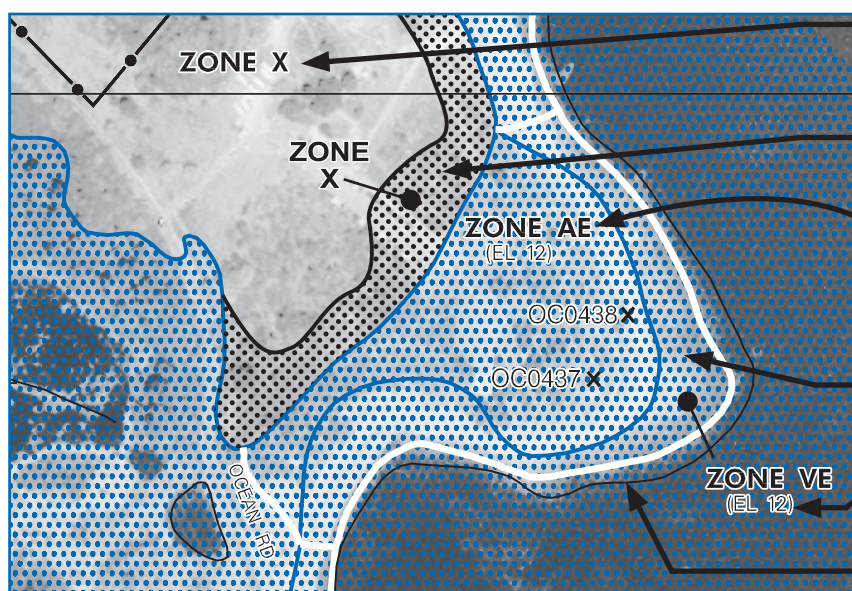 ZONE X
ZONE
X
ZONE AE
(EL 12)
OC0438
OC0437
ZONE VE
(EL 12)
OCEAN RD